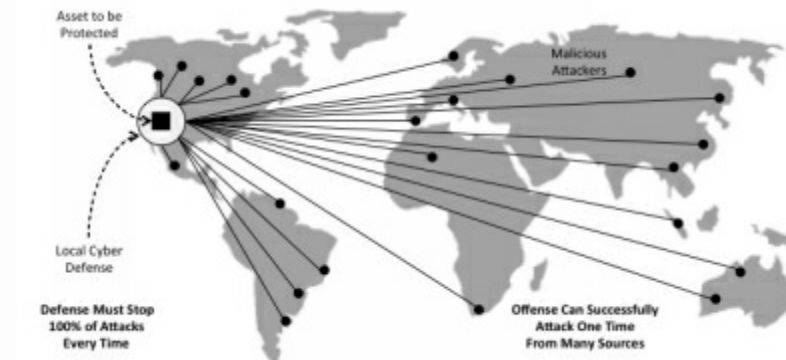 Asset to be
Protected
Malicious
Attackers
Local Cyber
Defense
Defense Must Stop
100% of Attacks
Every Time
Offense Can Successfully
Attack One Time
From Many Sources